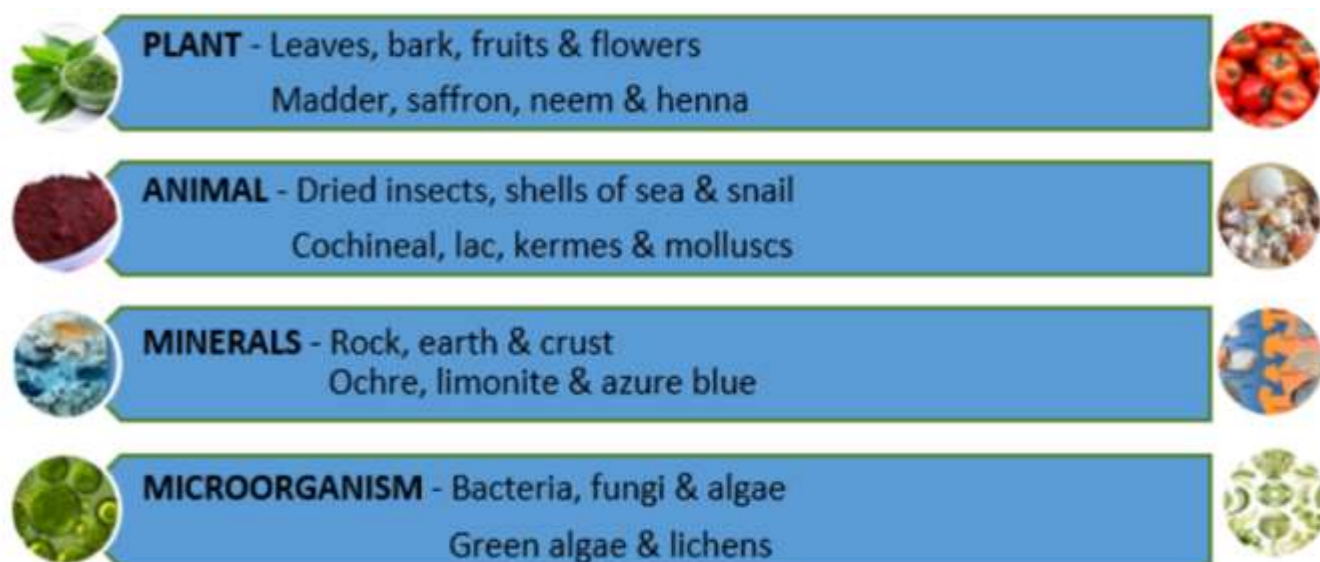 PLANT - Leaves, bark, fruits & flowers
Madder, saffron, neem & henna
ANIMAL - Dried insects, shells of sea & snail
Cochineal, lac, kermes & molluscs
MINERALS - Rock, earth & crust
Ochre, limonite & azure blue
MICROORGANISM - Bacteria, fungi & algae
Green algae & lichens